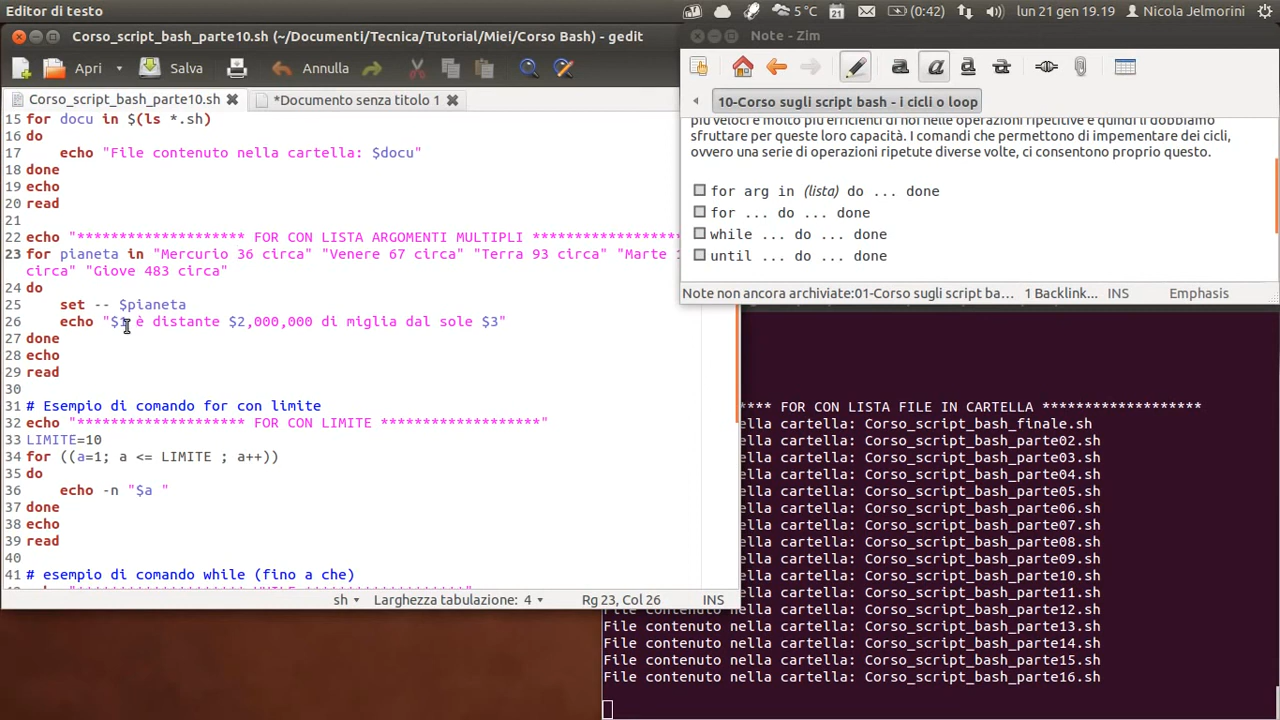 Editor di testo
5 °C
21
(0:42)
lun 21 gen 19.19
Nicola Jelmorini
Corso_script_bash_parte10.sh (~/Documenti/Tecnica/Tutorial/Miei/Corso Bash) - gedit
Apri
Salva
Annulla
Corso_script_bash_parte10.sh
*Documento senza titolo 1
15 for docu in $(ls *.sh)
16 do
17 echo "File contenuto nella cartella: $docu"
18 done
19 echo
20 read
21
22 echo "******************** FOR CON LISTA ARGOMENTI MULTIPLI ******************
23 for pianeta in "Mercurio 36 circa" "Venere 67 circa" "Terra 93 circa" "Marte 1
circa" "Giove 483 circa"
24 do
25 set -- $pianeta
26 echo "$1 è distante $2,000,000 di miglia dal sole $3"
27 done
28 echo
29 read
30
31 # Esempio di comando for con limite
32 echo "******************** FOR CON LIMITE *******************"
33 LIMITE=10
34 for ((a=1; a <= LIMITE ; a++))
35 do
36 echo -n "$a "
37 done
38 echo
39 read
40
41 # esempio di comando while (fino a che)
sh
Larghezza tabulazione: 4
Rg 23, Col 26
INS
Note - Zim
a a a a
10-Corso sugli script bash - i cicli o loop
più veloci e molto più efficienti di noi nelle operazioni ripetitive e quindi li dobbiamo
sfruttare per queste loro capacità. I comandi che permettono di impementare dei cicli,
ovvero una serie di operazioni ripetute diverse volte, ci consentono proprio questo.
for arg in (lista) do ... done
for ... do ... done
while ... do ... done
until ... do ... done
Note non ancora archiviate:01-Corso sugli script ba...
1 Backlink...
INS
Emphasis
**** FOR CON LISTA FILE IN CARTELLA *******************
ella cartella: Corso_script_bash_finale.sh
ella cartella: Corso_script_bash_parte02.sh
ella cartella: Corso_script_bash_parte03.sh
ella cartella: Corso_script_bash_parte04.sh
ella cartella: Corso_script_bash_parte05.sh
ella cartella: Corso_script_bash_parte06.sh
ella cartella: Corso_script_bash_parte07.sh
ella cartella: Corso_script_bash_parte08.sh
ella cartella: Corso_script_bash_parte09.sh
ella cartella: Corso_script_bash_parte10.sh
ella cartella: Corso_script_bash_parte11.sh
File contenuto nella cartella: Corso_script_bash_parte12.sh
File contenuto nella cartella: Corso_script_bash_parte13.sh
File contenuto nella cartella: Corso_script_bash_parte14.sh
File contenuto nella cartella: Corso_script_bash_parte15.sh
File contenuto nella cartella: Corso_script_bash_parte16.sh